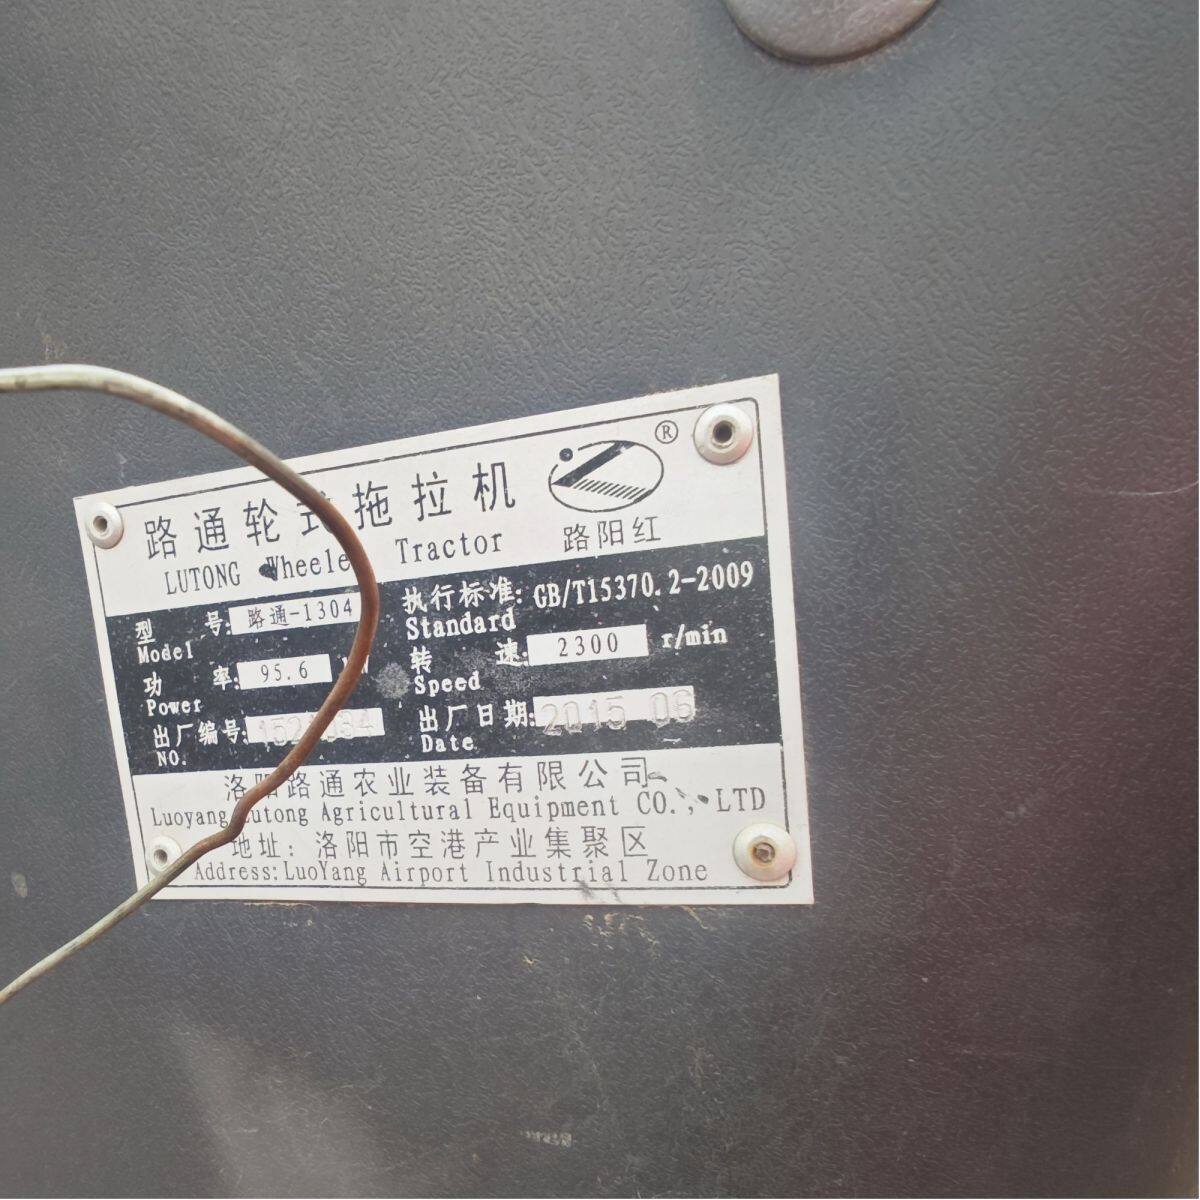 ®
路通轮式拖拉机
路阳红
LUTONG Wheele Tractor
型号:路通-1304
Model
执行标准:GB/T15370.2-2009
Standard
功率:95.6
Power
转速:2300 r/min
Speed
出厂编号:
NO.
出厂日期:2015 06
Date
洛阳路通农业装备有限公司
Luoyang Lutong Agricultural Equipment CO., LTD
地址: 洛阳市空港产业集聚区
Address:LuoYang Airport Industrial Zone